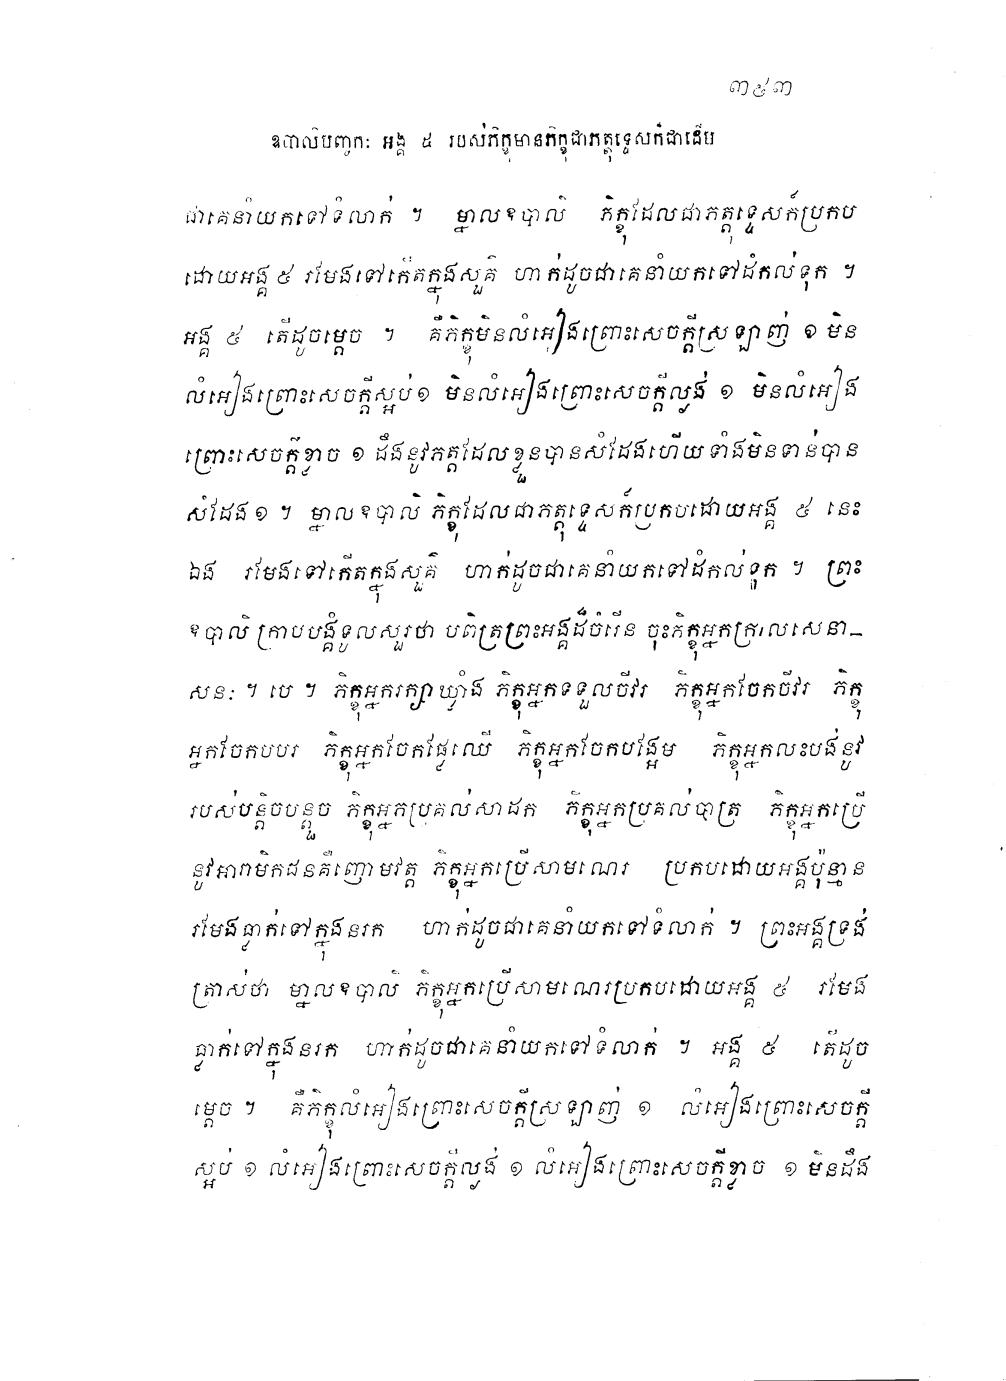 ៣៥៣
ឧបាលិបញ្ចកៈ អង្គ ៥ របស់ភិក្ខុមានភិក្ខុជាភត្តុទ្ទេសក៍ជាដើម
ជាគេនាំយកទៅទំលាក់ ។ ម្នាលឧបាលិ ភិក្ខុដែលជាភត្តុទ្ទេសក៍ប្រកប
ដោយអង្គ ៥ រមែងទៅកើតក្នុងសួគ៌ ហាក់ដូចជាគេនាំយកទៅដំកល់ទុក ។
អង្គ ៥ តើដូចម្តេច ។ គឺភិក្ខុមិនលំអៀងព្រោះសេចក្តីស្រឡាញ់ ១ មិន
លំអៀងព្រោះសេចក្តីស្អប់ ១ មិនលំអៀងព្រោះសេចក្តីល្ងង់ ១ មិនលំអៀង
ព្រោះសេចក្តីខ្លាច ១ ដឹងនូវភត្តដែលខ្លួនបានសំដែងហើយទាំងមិនទាន់បាន
សំដែង ១ ។ ម្នាលឧបាលិ ភិក្ខុដែលជាភត្តុទ្ទេសក៍ប្រកបដោយអង្គ ៥ នេះ
ឯង រមែងទៅកើតក្នុងសួគ៌ ហាក់ដូចជាគេនាំយកទៅដំកល់ទុក ។ ព្រះ
ឧបាលិ ក្រាបបង្គំទូលសួរថា បពិត្រព្រះអង្គដ៏ចំរើន ចុះភិក្ខុអ្នកក្រាលសេនា–
សនៈ ។ បេ ។ ភិក្ខុអ្នករក្សាឃ្លាំង ភិក្ខុអ្នកទទួលចីវរ ភិក្ខុអ្នកចែកចីវរ ភិក្ខុ
អ្នកចែកបបរ ភិក្ខុអ្នកចែកផ្លែឈើ ភិក្ខុអ្នកចែកបង្អែម ភិក្ខុអ្នកលះបង់នូវ
របស់បន្តិចបន្តួច ភិក្ខុអ្នកប្រគល់សាដក ភិក្ខុអ្នកប្រគល់បាត្រ ភិក្ខុអ្នកប្រើ
នូវអារាមិកជនគឺញោមវត្ត ភិក្ខុអ្នកប្រើសាមណេរ ប្រកបដោយអង្គប៉ុន្មាន
រមែងធ្លាក់ទៅក្នុងនរក ហាក់ដូចជាគេនាំយកទៅទំលាក់ ។ ព្រះអង្គទ្រង់
ត្រាស់ថា ម្នាលឧបាលិ ភិក្ខុអ្នកប្រើសាមណេរប្រកបដោយអង្គ ៥ រមែង
ធ្លាក់ទៅក្នុងនរក ហាក់ដូចជាគេនាំយកទៅទំលាក់ ។ អង្គ ៥ តើដូច
ម្តេច ។ គឺភិក្ខុលំអៀងព្រោះសេចក្តីស្រឡាញ់ ១ លំអៀងព្រោះសេចក្តី
ស្អប់ ១ លំអៀងព្រោះសេចក្តីល្ងង់ ១ លំអៀងព្រោះសេចក្តីខ្លាច ១ មិនដឹង